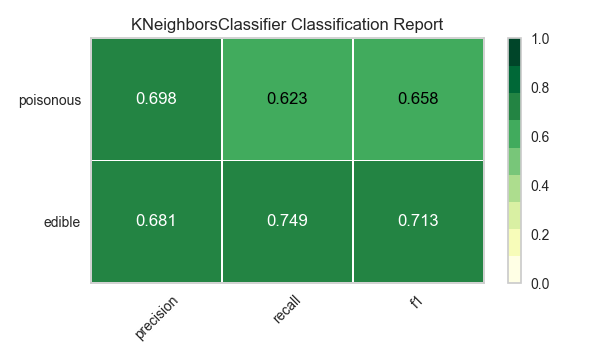 KNeighborsClassifier Classification Report
poisonous 0.698 0.623 0.658
edible 0.681 0.749 0.713
precision recall f1
1.0
0.8
0.6
0.4
0.2
0.0